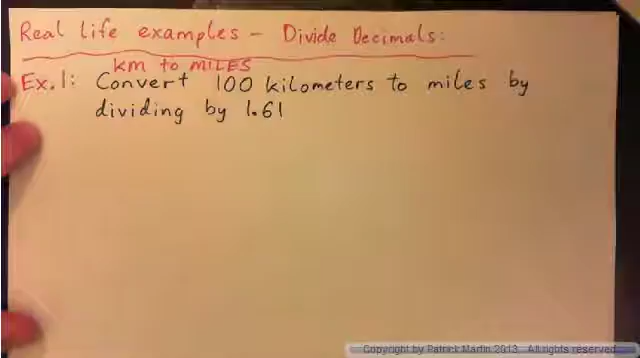 Real life examples - Divide Decimals:
km to MILES
Ex.1: Convert 100 kilometers to miles by
dividing by 1.61
Copyright by Patrick Martin 2013. All rights reserved